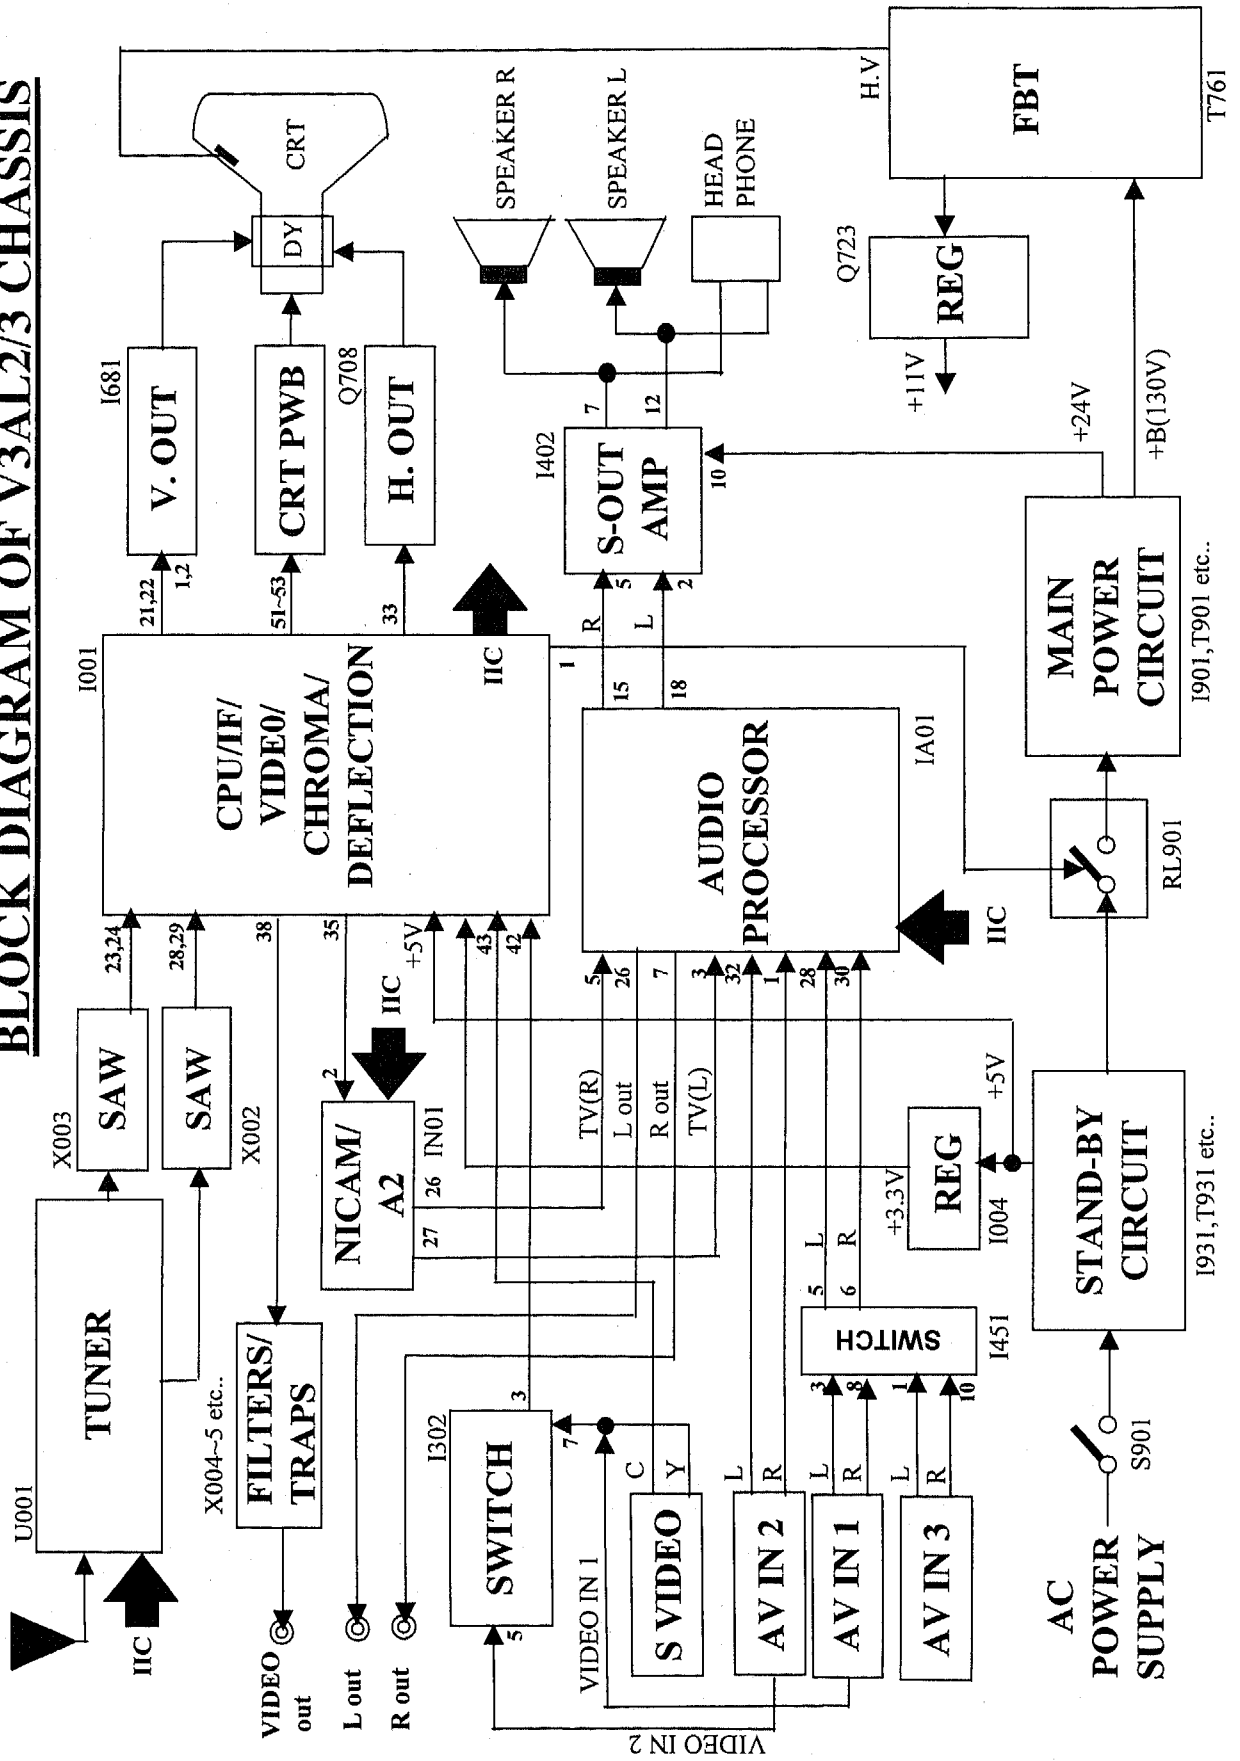 BLOCK DIAGRAM OF V3AL2/3 CHASSIS
U001
TUNER
IIC
X003
SAW
SAW
X002
23,24
28,29
I001
CPU/IF/
VIDEO/
CHROMA/
DEFLECTION
IIC
38
35
+5V
43
42
1
21,22
1,2
I681
V. OUT
51~53
CRT PWB
33
Q708
H. OUT
DY
CRT
H.V
X004~5 etc..
FILTERS/
TRAPS
VIDEO
out
L out
R out
2
IIC
NICAM/
A2
IN01
26
27
I302
SWITCH
3
5
7
VIDEO IN 1
VIDEO IN 2
S VIDEO
C
Y
TV(R)
L out
R out
TV(L)
5
26
7
3
32
1
28
30
AUDIO
PROCESSOR
IA01
IIC
15
18
R
L
5
2
I402
S-OUT
AMP
7
12
10
SPEAKER R
SPEAKER L
HEAD
PHONE
AV IN 2
L
R
AV IN 1
L
R
AV IN 3
L
R
3
8
1
10
SWITCH
I451
5
6
L
R
+3.3V
REG
I004
+5V
AC
POWER
SUPPLY
S901
STAND-BY
CIRCUIT
I931,T931 etc..
RL901
MAIN
POWER
CIRCUIT
I901,T901 etc..
+24V
+B(130V)
+11V
Q723
REG
FBT
T761